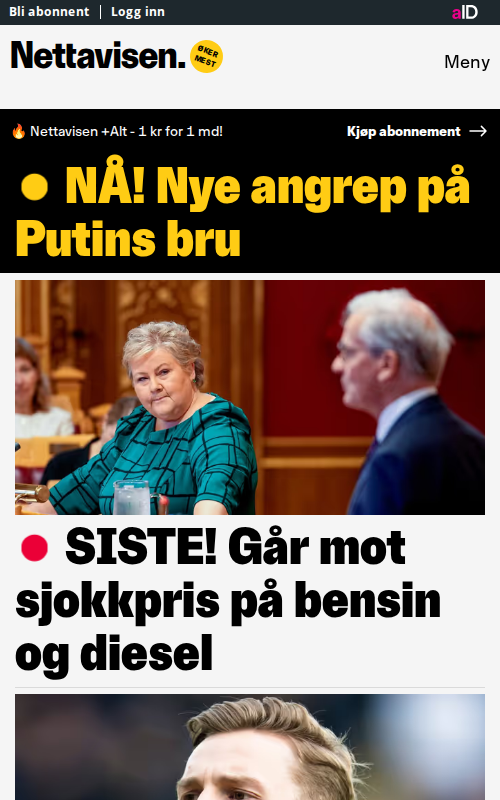 Bli abonnent | Logg inn
aID
Nettavisen.
ØKER
MEST
Meny
Nettavisen +Alt - 1 kr for 1 md!
Kjøp abonnement →
NÅ! Nye angrep på
Putins bru
SISTE! Går mot
sjokkpris på bensin
og diesel